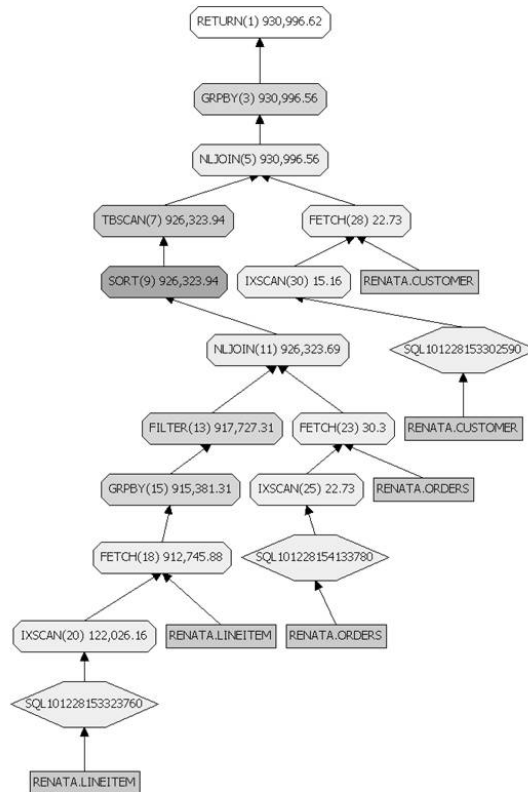 RETURN(1) 930,996.62
GRPBY(3) 930,996.56
NLJOIN(5) 930,996.56
TBSCAN(7) 926,323.94
FETCH(28) 22.73
SORT(9) 926,323.94
IXSCAN(30) 15.16
RENATA.CUSTOMER
NLJOIN(11) 926,323.69
SQL101228153302590
FILTER(13) 917,727.31
FETCH(23) 30.3
RENATA.CUSTOMER
GRPBY(15) 915,381.31
IXSCAN(25) 22.73
RENATA.ORDERS
FETCH(18) 912,745.88
SQL101228154133780
IXSCAN(20) 122,026.16
RENATA.LINEITEM
RENATA.ORDERS
SQL101228153323760
RENATA.LINEITEM